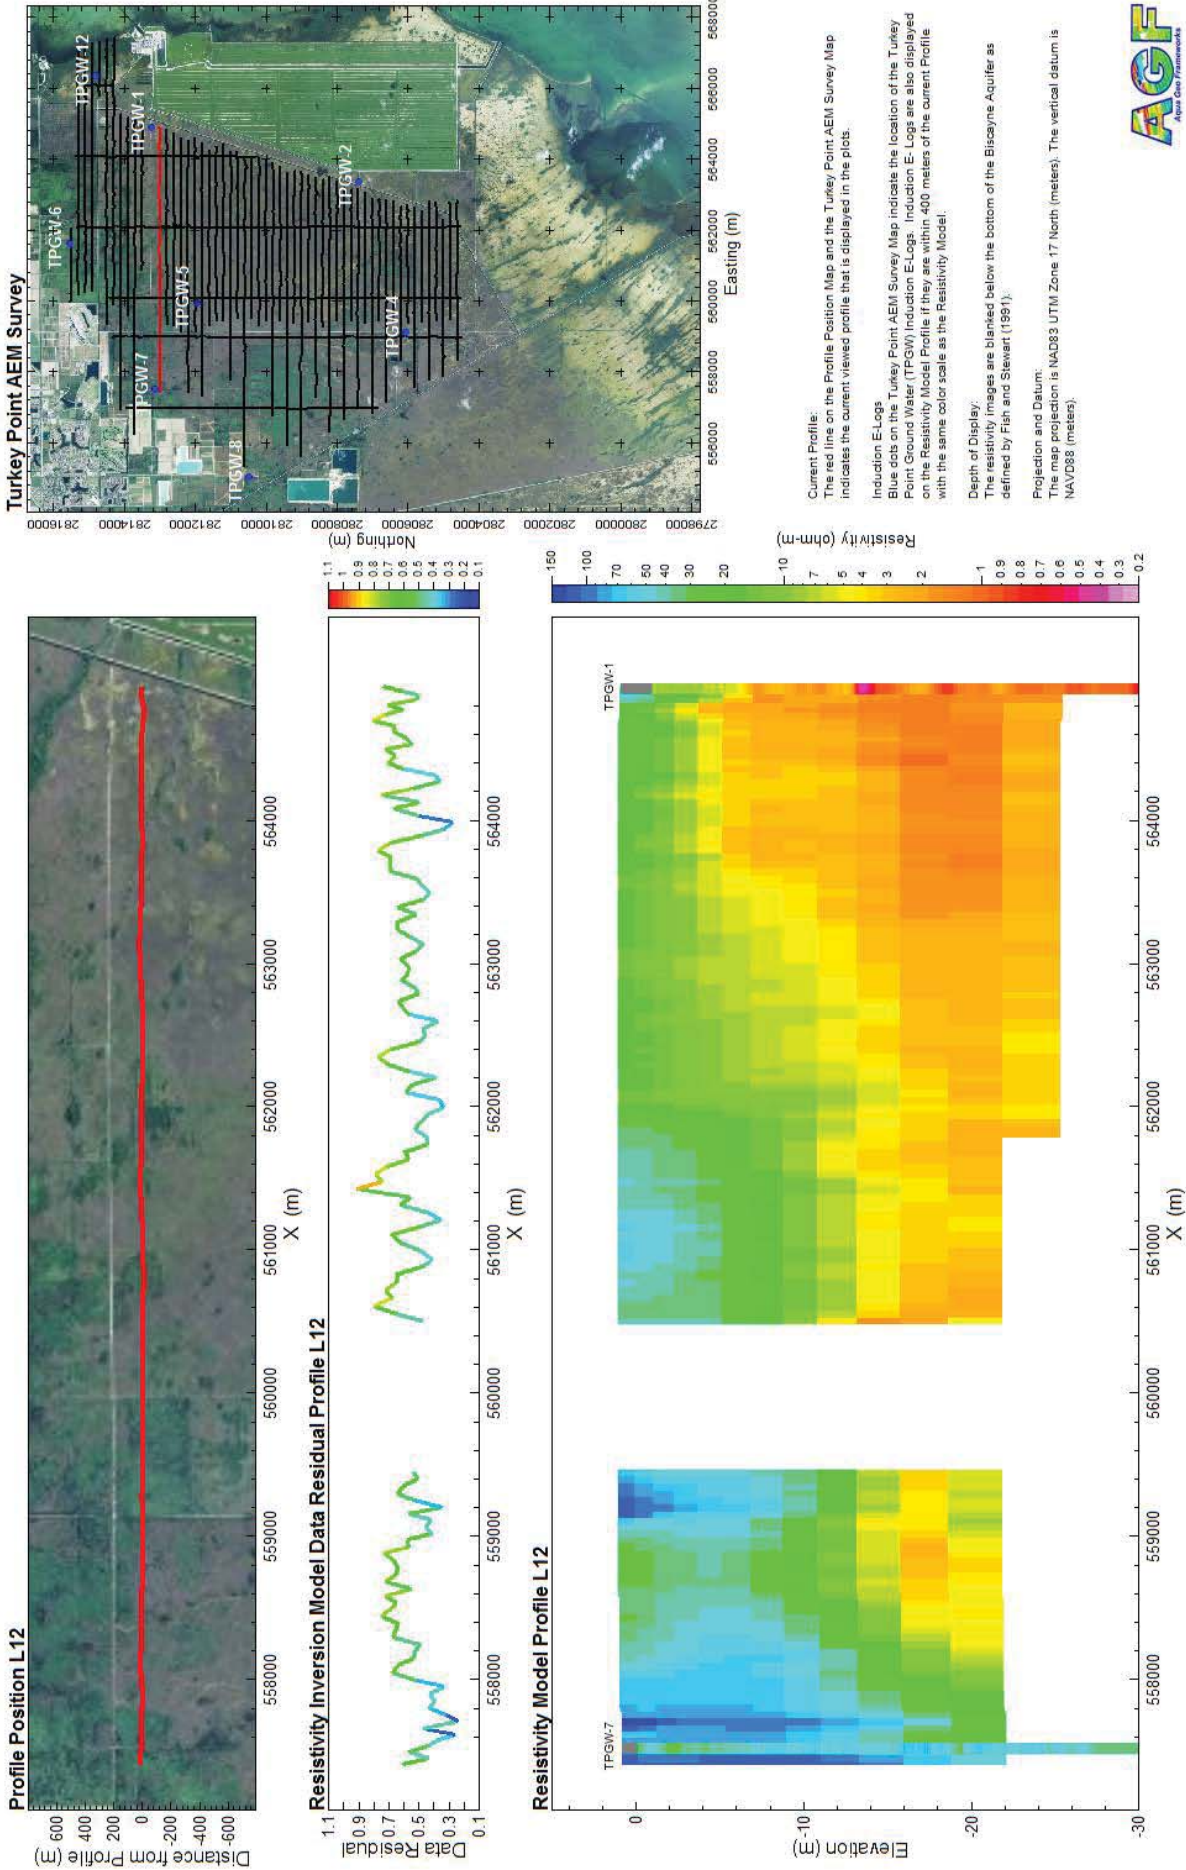 Profile Position L12
Distance from Profile (m)
600
400
200
0
-200
-400
-600
558000
559000
560000
561000
562000
563000
564000
X (m)
Resistivity Inversion Model Data Residual Profile L12
Data Residual
1.1
0.9
0.7
0.5
0.3
0.1
558000
559000
560000
561000
562000
563000
564000
X (m)
1.1
1
0.9
0.8
0.7
0.6
0.5
0.4
0.3
0.2
0.1
Resistivity Model Profile L12
TPGW-7
TPGW-1
Elevation (m)
0
-10
-20
-30
558000
559000
560000
561000
562000
563000
564000
X (m)
Resistivity (ohm-m)
150
100
70
50
40
30
20
10
7
5
4
3
2
1
0.9
0.8
0.7
0.6
0.5
0.4
0.3
0.2
Turkey Point AEM Survey
TPGW-12
TPGW-6
TPGW-1
TPGW-7
TPGW-5
TPGW-2
TPGW-4
TPGW-8
Northing (m)
2816000
2814000
2812000
2810000
2808000
2806000
2804000
2802000
2800000
2798000
556000
558000
560000
562000
564000
566000
568000
Easting (m)
Current Profile:
The red line on the Profile Position Map and the Turkey Point AEM Survey Map
indicates the current viewed profile that is displayed in the plots.
Induction E-Logs
Blue dots on the Turkey Point AEM Survey Map indicate the location of the Turkey
Point Ground Water (TPGW) Induction E-Logs. Induction E- Logs are also displayed
on the Resistivity Model Profile if they are within 400 meters of the current Profile
with the same color scale as the Resistivity Model.
Depth of Display:
The resistivity images are blanked below the bottom of the Biscayne Aquifer as
defined by Fish and Stewart (1991).
Projection and Datum:
The map projection is NAD83 UTM Zone 17 North (meters). The vertical datum is
NAVD88 (meters).
AGF
Aqua Geo Frameworks